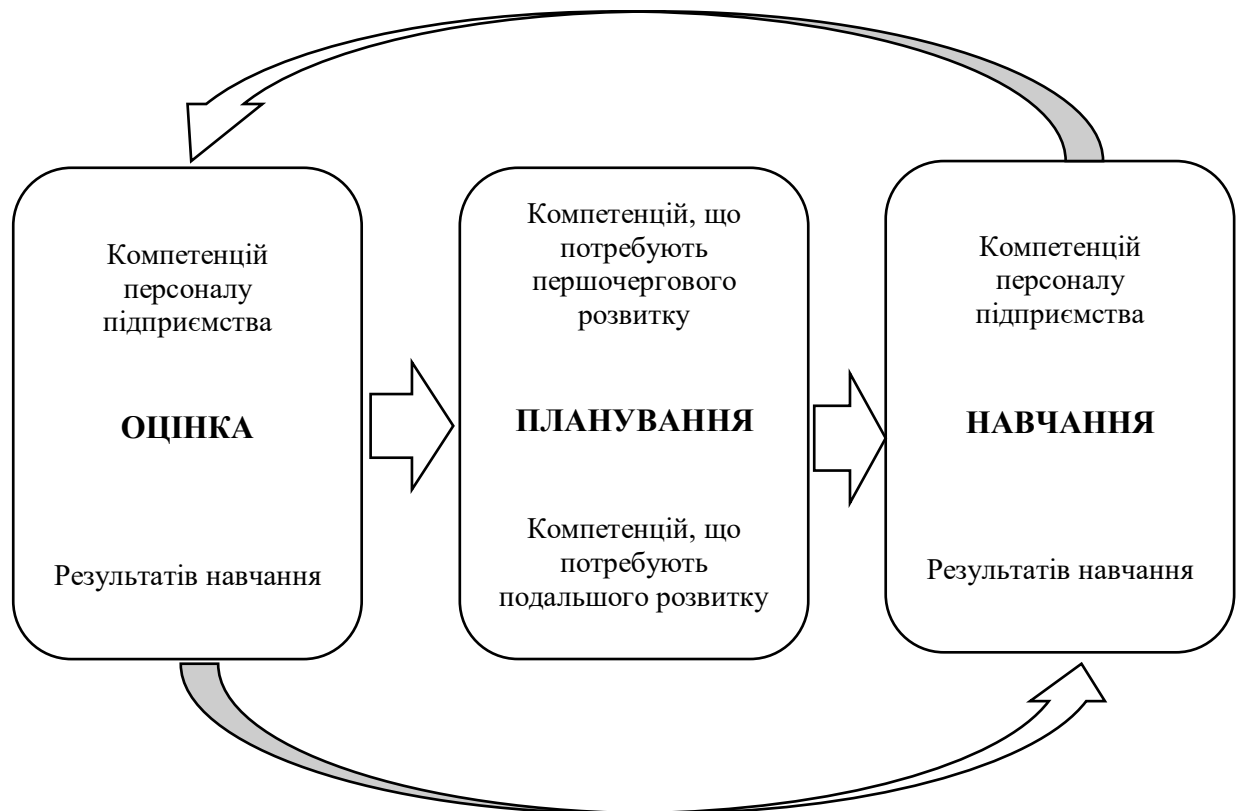 Компетенцій
персоналу
підприємства
ОЦІНКА
Результатів навчання
Компетенцій, що
потребують
першочергового
розвитку
ПЛАНУВАННЯ
Компетенцій, що
потребують
подальшого розвитку
Компетенцій
персоналу
підприємства
НАВЧАННЯ
Результатів навчання